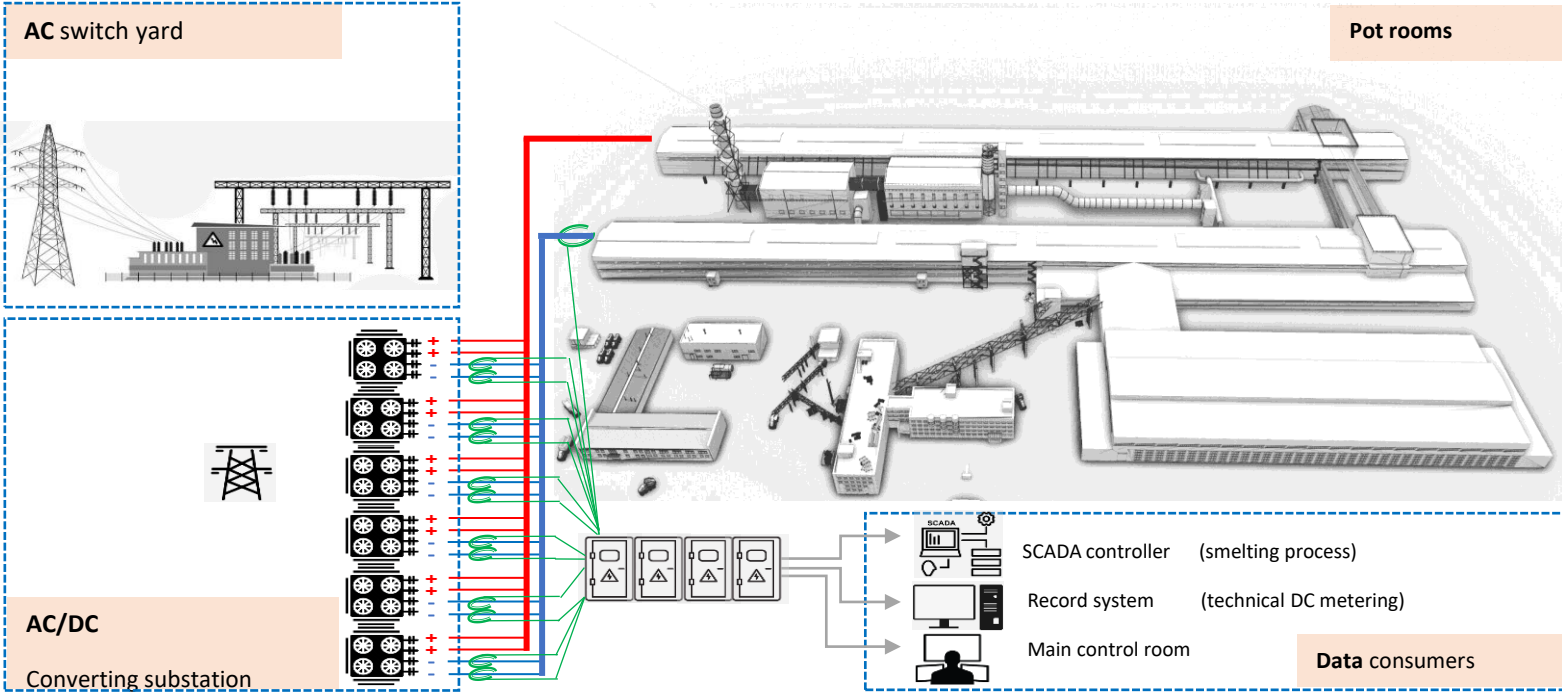 AC switch yard
Pot rooms
+
+
-
-
+
+
-
-
+
+
-
-
+
+
-
-
+
+
-
-
+
+
-
-
AC/DC
Converting substation
SCADA
SCADA controller (smelting process)
Record system (technical DC metering)
Main control room
Data consumers